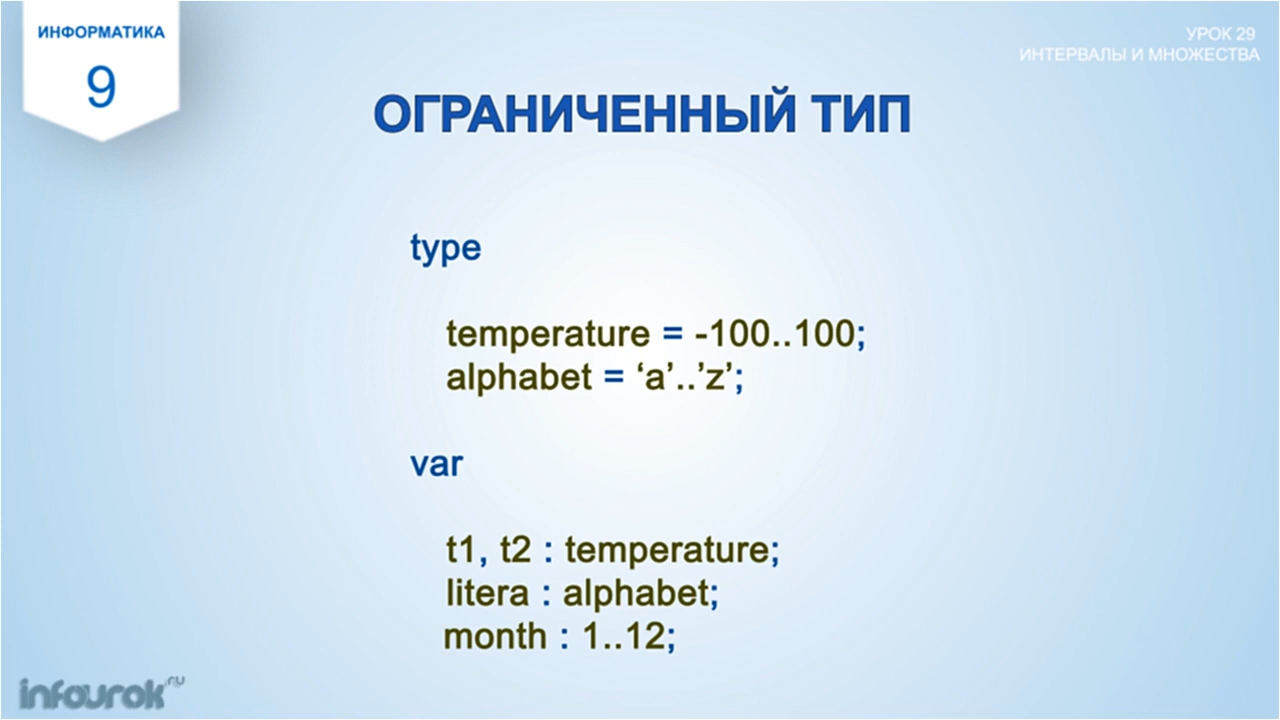 ИНФОРМАТИКА
9
УРОК 29
ИНТЕРВАЛЫ И МНОЖЕСТВА
ОГРАНИЧЕННЫЙ ТИП
type
temperature = -100..100;
alphabet = ‘a’..’z’;
var
t1, t2 : temperature;
litera : alphabet;
month : 1..12;
infourok.ru